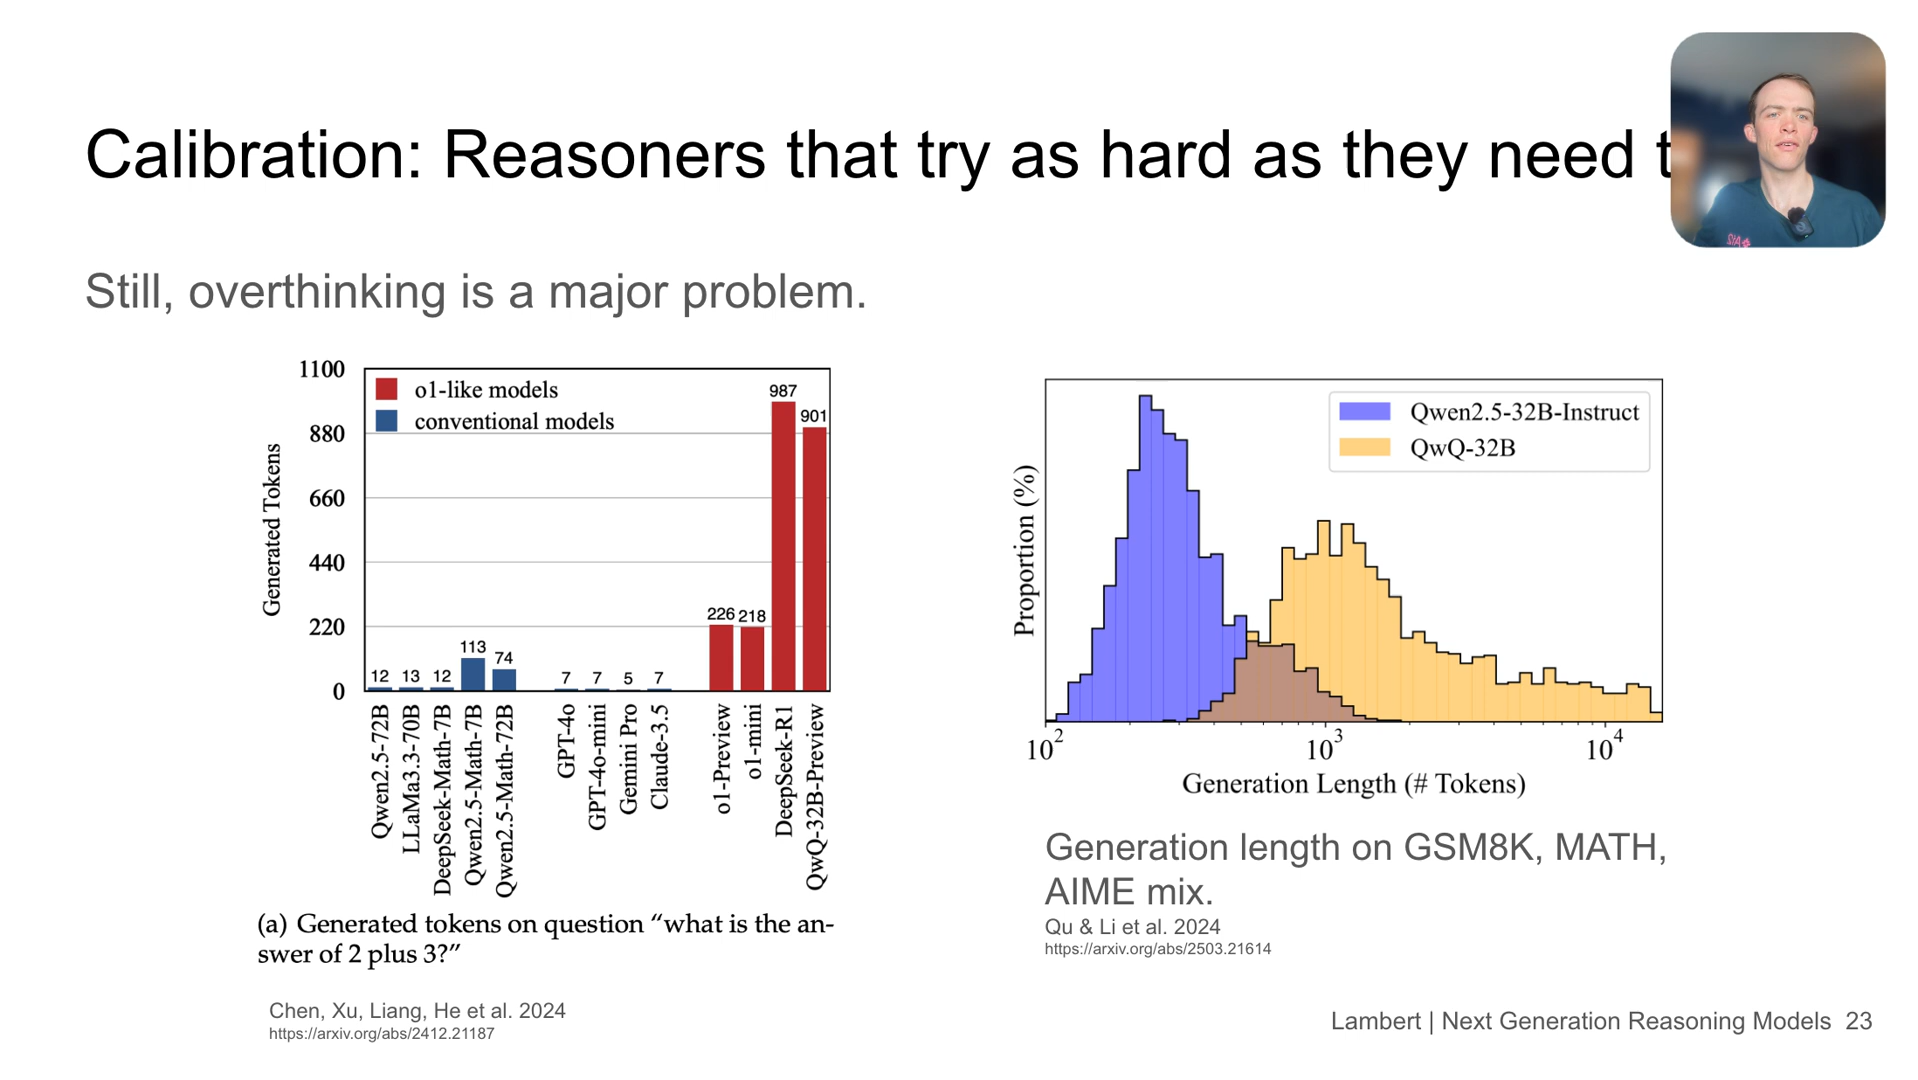 Calibration: Reasoners that try as hard as they need t
Still, overthinking is a major problem.
1100
880
660
440
220
0
Generated Tokens
o1-like models
conventional models
12
13
12
113
74
7
7
5
7
226
218
987
901
Qwen2.5-72B
LLaMa3.3-70B
DeepSeek-Math-7B
Qwen2.5-Math-7B
Qwen2.5-Math-72B
GPT-4o
GPT-4o-mini
Gemini Pro
Claude-3.5
o1-Preview
o1-mini
DeepSeek-R1
QwQ-32B-Preview
(a) Generated tokens on question “what is the an-
swer of 2 plus 3?”
Chen, Xu, Liang, He et al. 2024
https://arxiv.org/abs/2412.21187
Proportion (%)
Qwen2.5-32B-Instruct
QwQ-32B
10² 10³ 10⁴
Generation Length (# Tokens)
Generation length on GSM8K, MATH,
AIME mix.
Qu & Li et al. 2024
https://arxiv.org/abs/2503.21614
Lambert | Next Generation Reasoning Models 23